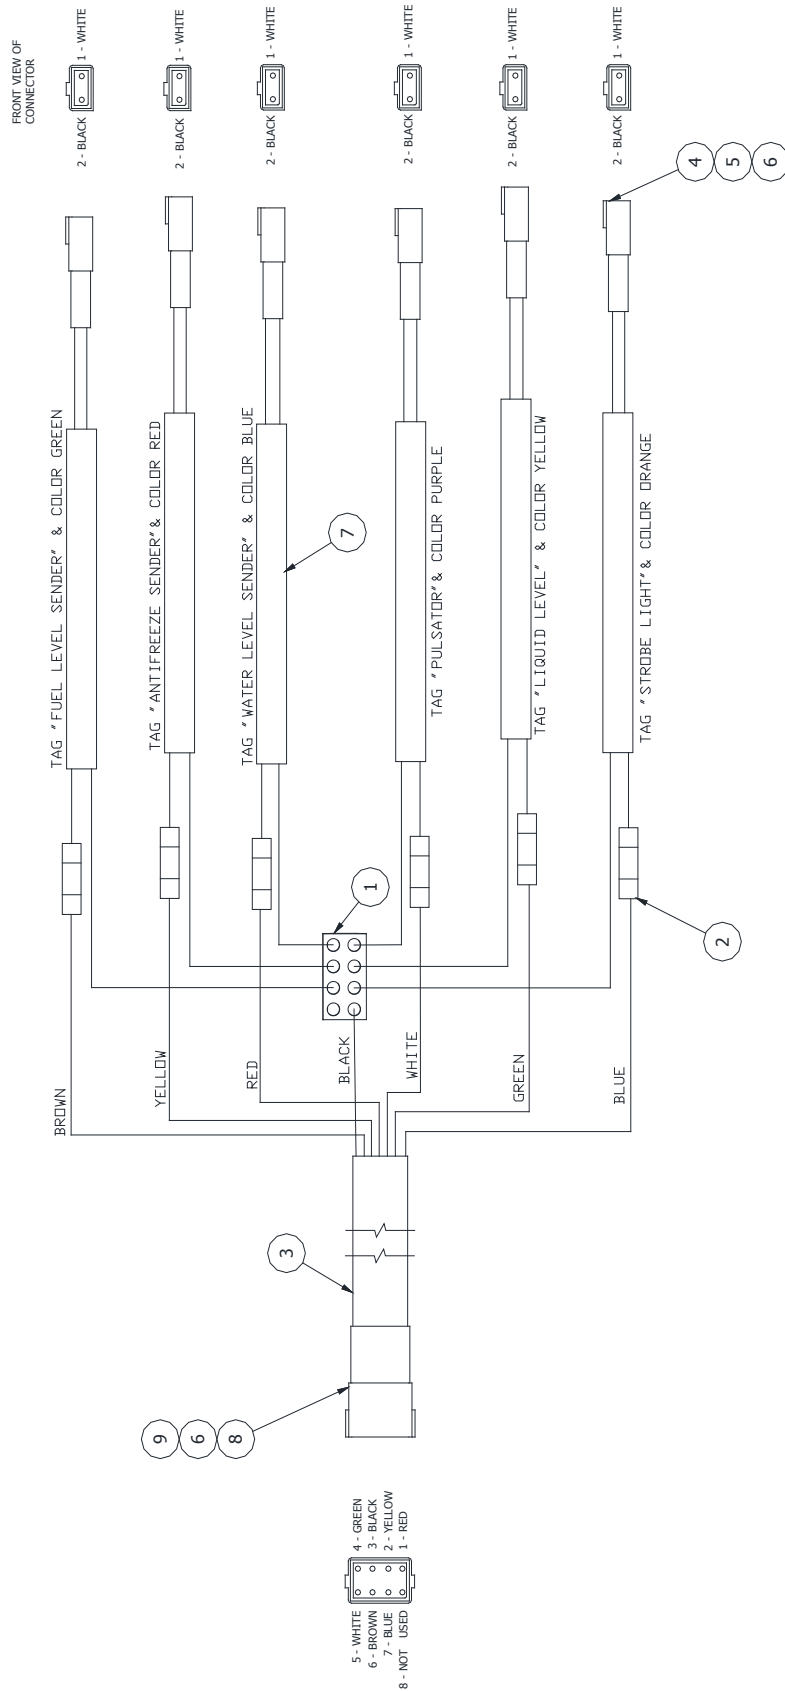 FRONT VIEW OF
CONNECTOR
2 - BLACK
1 - WHITE
2 - BLACK
1 - WHITE
2 - BLACK
1 - WHITE
2 - BLACK
1 - WHITE
2 - BLACK
1 - WHITE
2 - BLACK
1 - WHITE
4
5
6
TAG "FUEL LEVEL SENDER" & COLOR GREEN
TAG "ANTIFREEZE SENDER"& COLOR RED
TAG "WATER LEVEL SENDER" & COLOR BLUE
TAG "PULSATOR"& COLOR PURPLE
TAG "LIQUID LEVEL" & COLOR YELLOW
TAG "STROBE LIGHT"& COLOR ORANGE
7
1
2
BROWN
YELLOW
RED
BLACK
WHITE
GREEN
BLUE
3
9
6
8
5 - WHITE
6 - BROWN
7 - BLUE
8 - NOT USED
4 - GREEN
3 - BLACK
2 - YELLOW
1 - RED